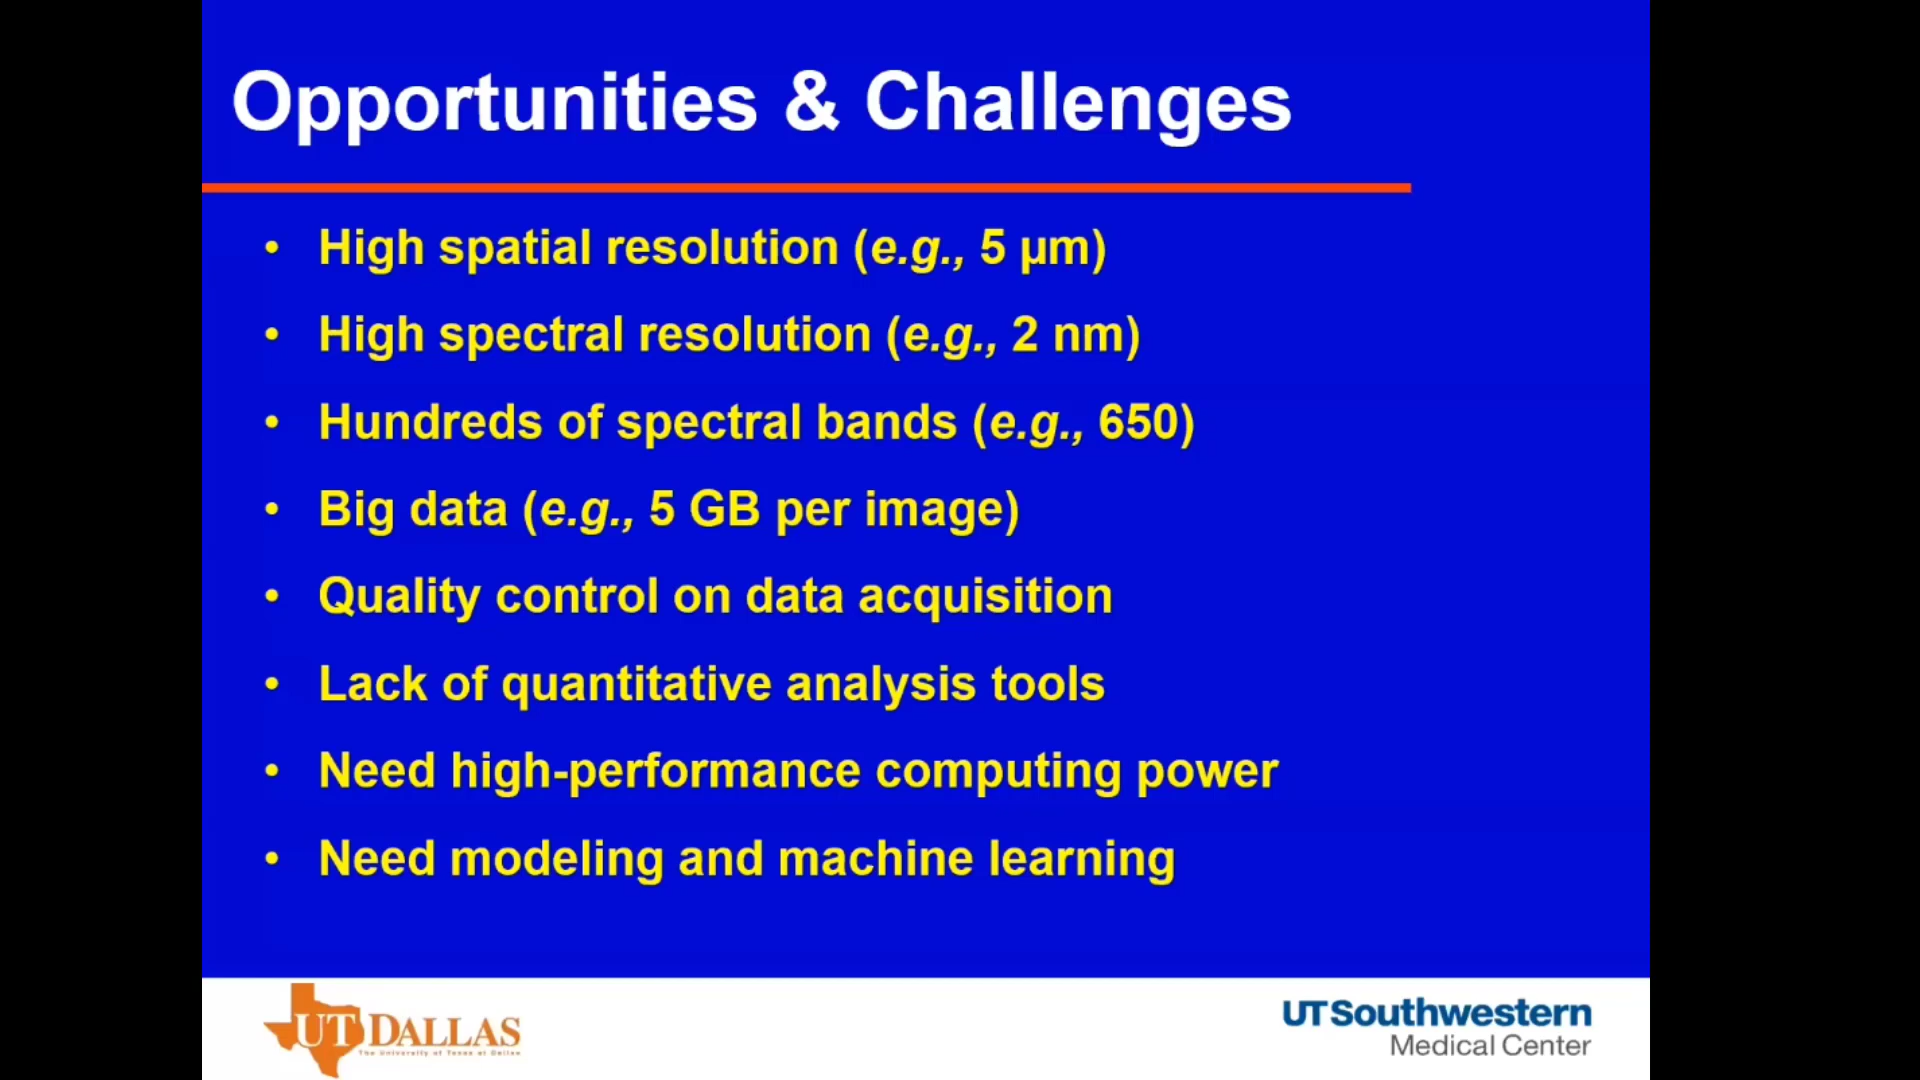 Opportunities & Challenges
• High spatial resolution (e.g., 5 µm)
• High spectral resolution (e.g., 2 nm)
• Hundreds of spectral bands (e.g., 650)
• Big data (e.g., 5 GB per image)
• Quality control on data acquisition
• Lack of quantitative analysis tools
• Need high-performance computing power
• Need modeling and machine learning
UT DALLAS
The University of Texas at Dallas
UTSouthwestern
Medical Center